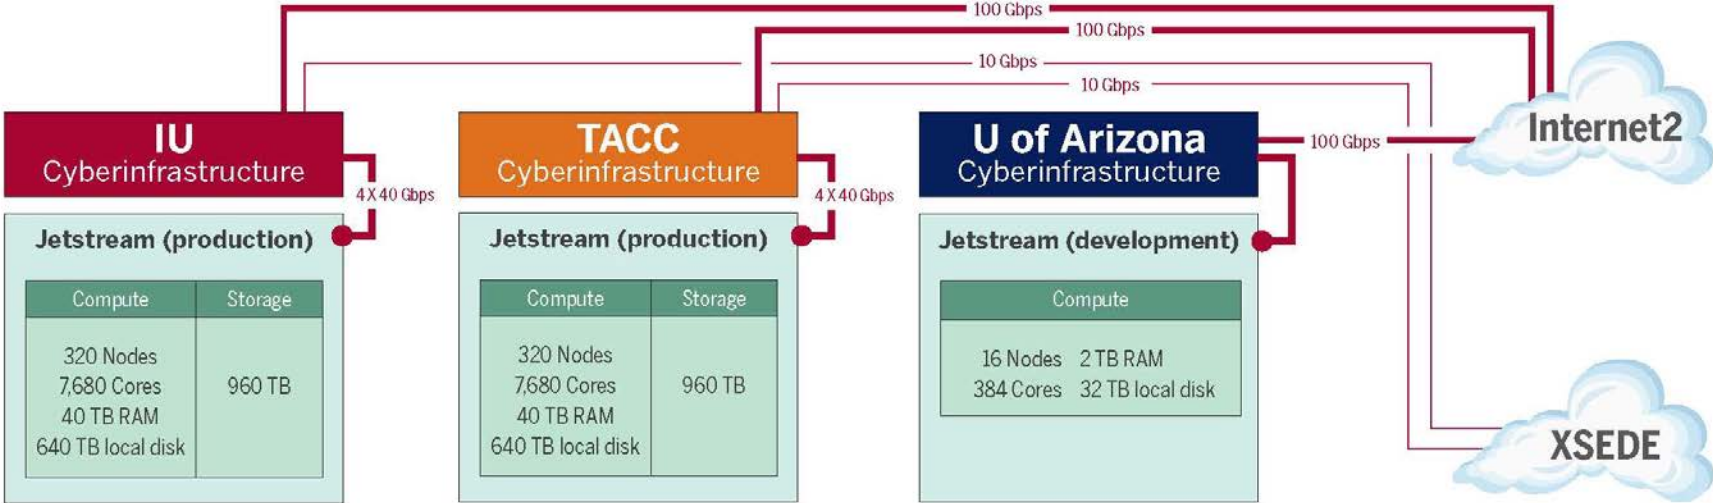 100 Gbps
100 Gbps
10 Gbps
10 Gbps
IU
Cyberinfrastructure
4 X 40 Gbps
Jetstream (production)
Compute Storage
320 Nodes
7,680 Cores
40 TB RAM
640 TB local disk
960 TB
TACC
Cyberinfrastructure
4 X 40 Gbps
Jetstream (production)
Compute Storage
320 Nodes
7,680 Cores
40 TB RAM
640 TB local disk
960 TB
U of Arizona
Cyberinfrastructure
100 Gbps
Jetstream (development)
Compute
16 Nodes 2 TB RAM
384 Cores 32 TB local disk
Internet2
XSEDE